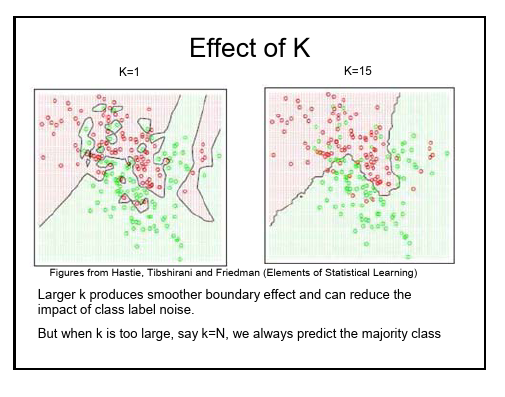 Effect of K
K=1
K=15
Figures from Hastie, Tibshirani and Friedman (Elements of Statistical Learning)
Larger k produces smoother boundary effect and can reduce the
impact of class label noise.
But when k is too large, say k=N, we always predict the majority class